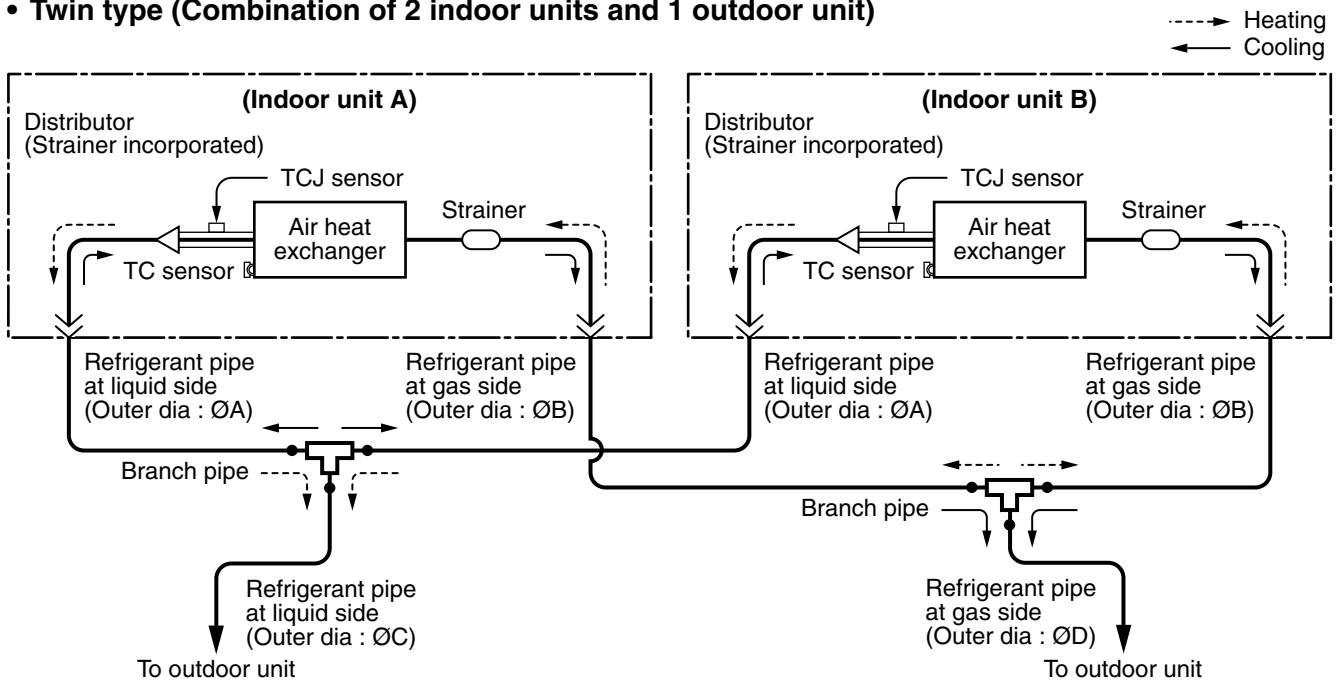 • Twin type (Combination of 2 indoor units and 1 outdoor unit)
Heating
Cooling
(Indoor unit A)
Distributor
(Strainer incorporated)
TCJ sensor
Strainer
Air heat
exchanger
TC sensor
(Indoor unit B)
Distributor
(Strainer incorporated)
TCJ sensor
Strainer
Air heat
exchanger
TC sensor
Refrigerant pipe
at liquid side
(Outer dia : ØA)
Refrigerant pipe
at gas side
(Outer dia : ØB)
Refrigerant pipe
at liquid side
(Outer dia : ØA)
Refrigerant pipe
at gas side
(Outer dia : ØB)
Branch pipe
Branch pipe
Refrigerant pipe
at liquid side
(Outer dia : ØC)
To outdoor unit
Refrigerant pipe
at gas side
(Outer dia : ØD)
To outdoor unit